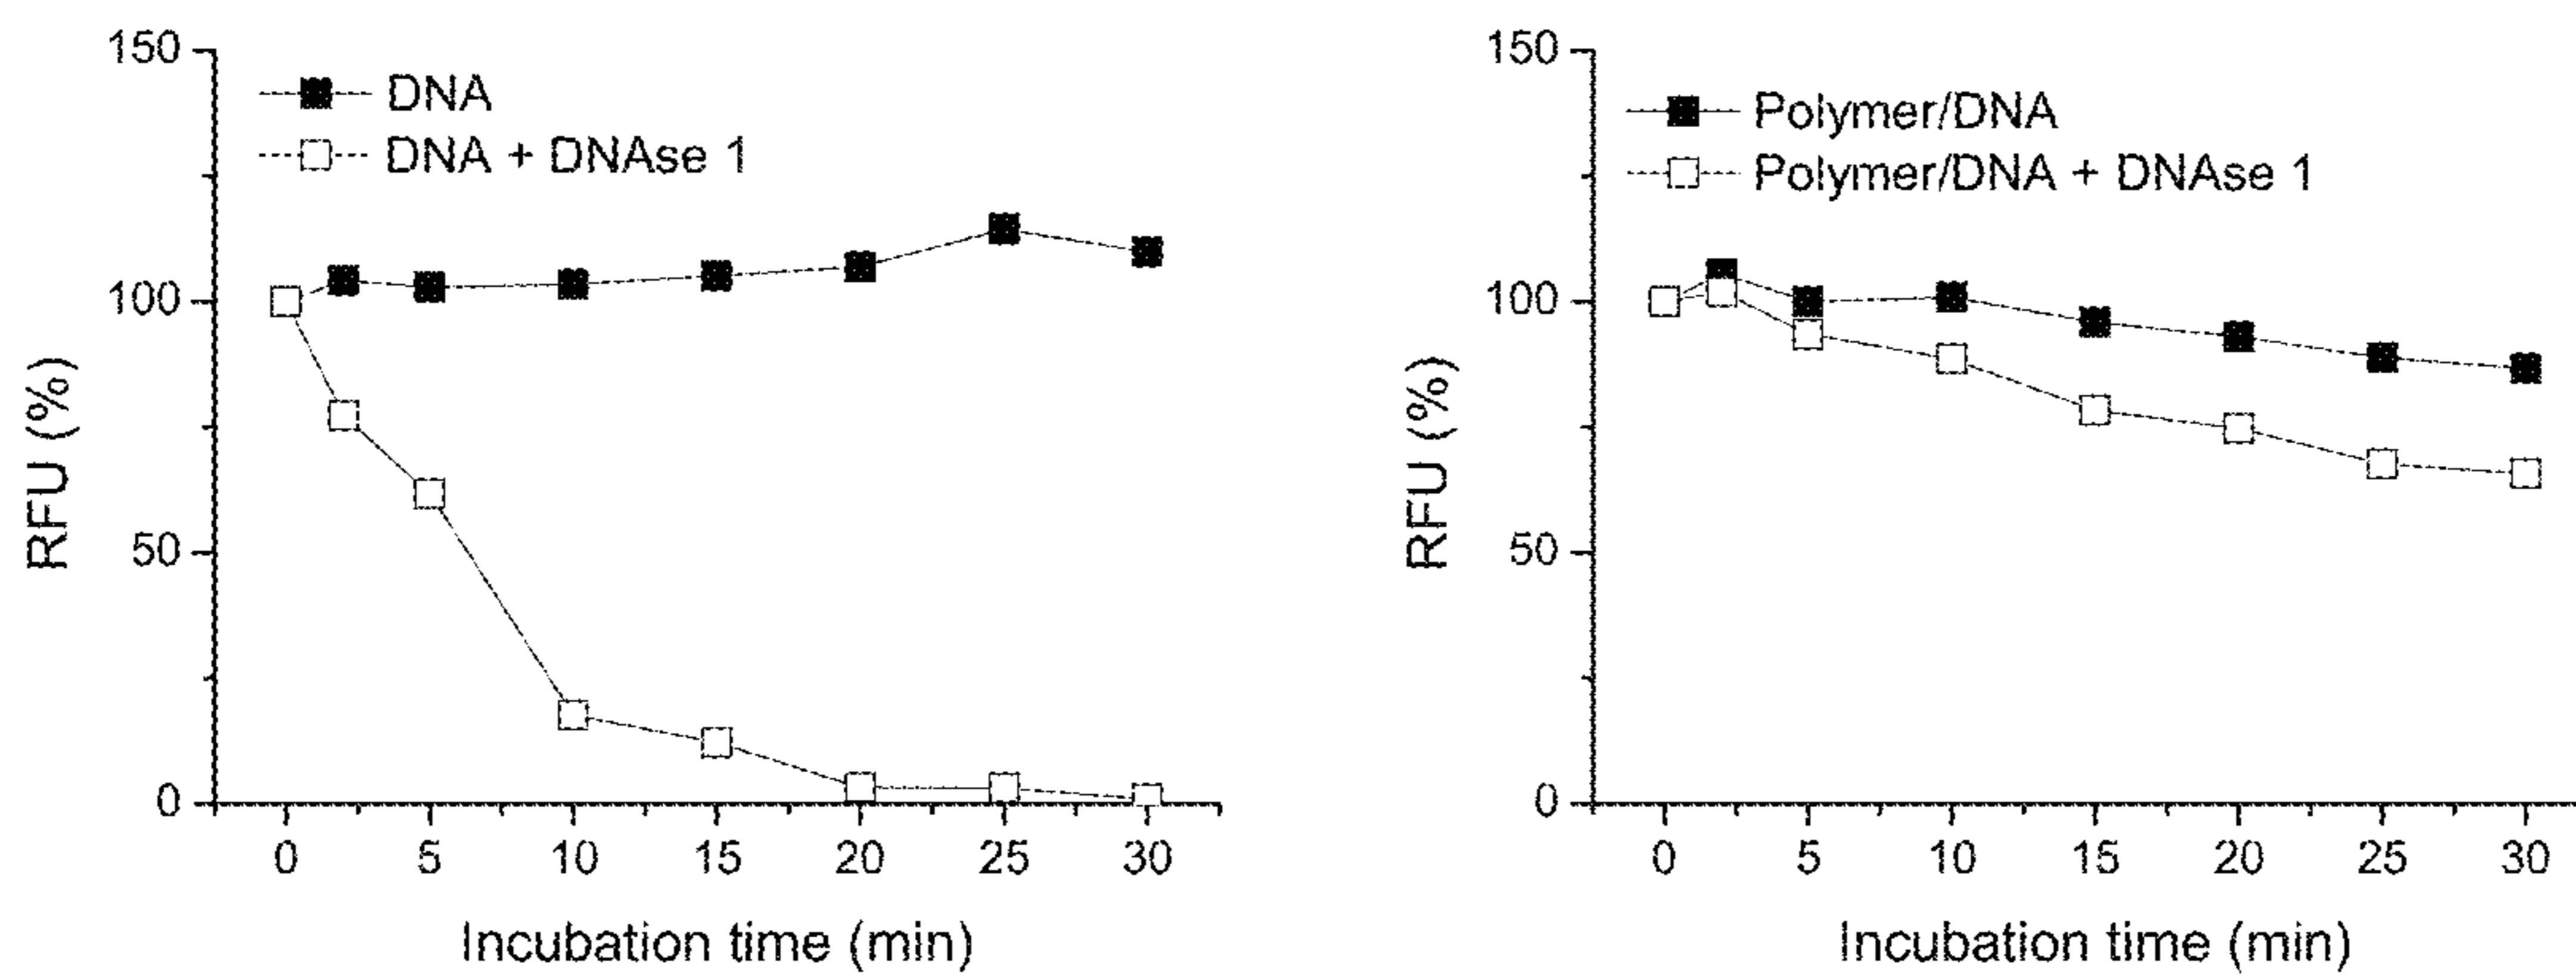 150
100
50
0
RFU (%)
DNA
DNA + DNAse 1
0 5 10 15 20 25 30
Incubation time (min)
150
100
50
0
RFU (%)
Polymer/DNA
Polymer/DNA + DNAse 1
0 5 10 15 20 25 30
Incubation time (min)